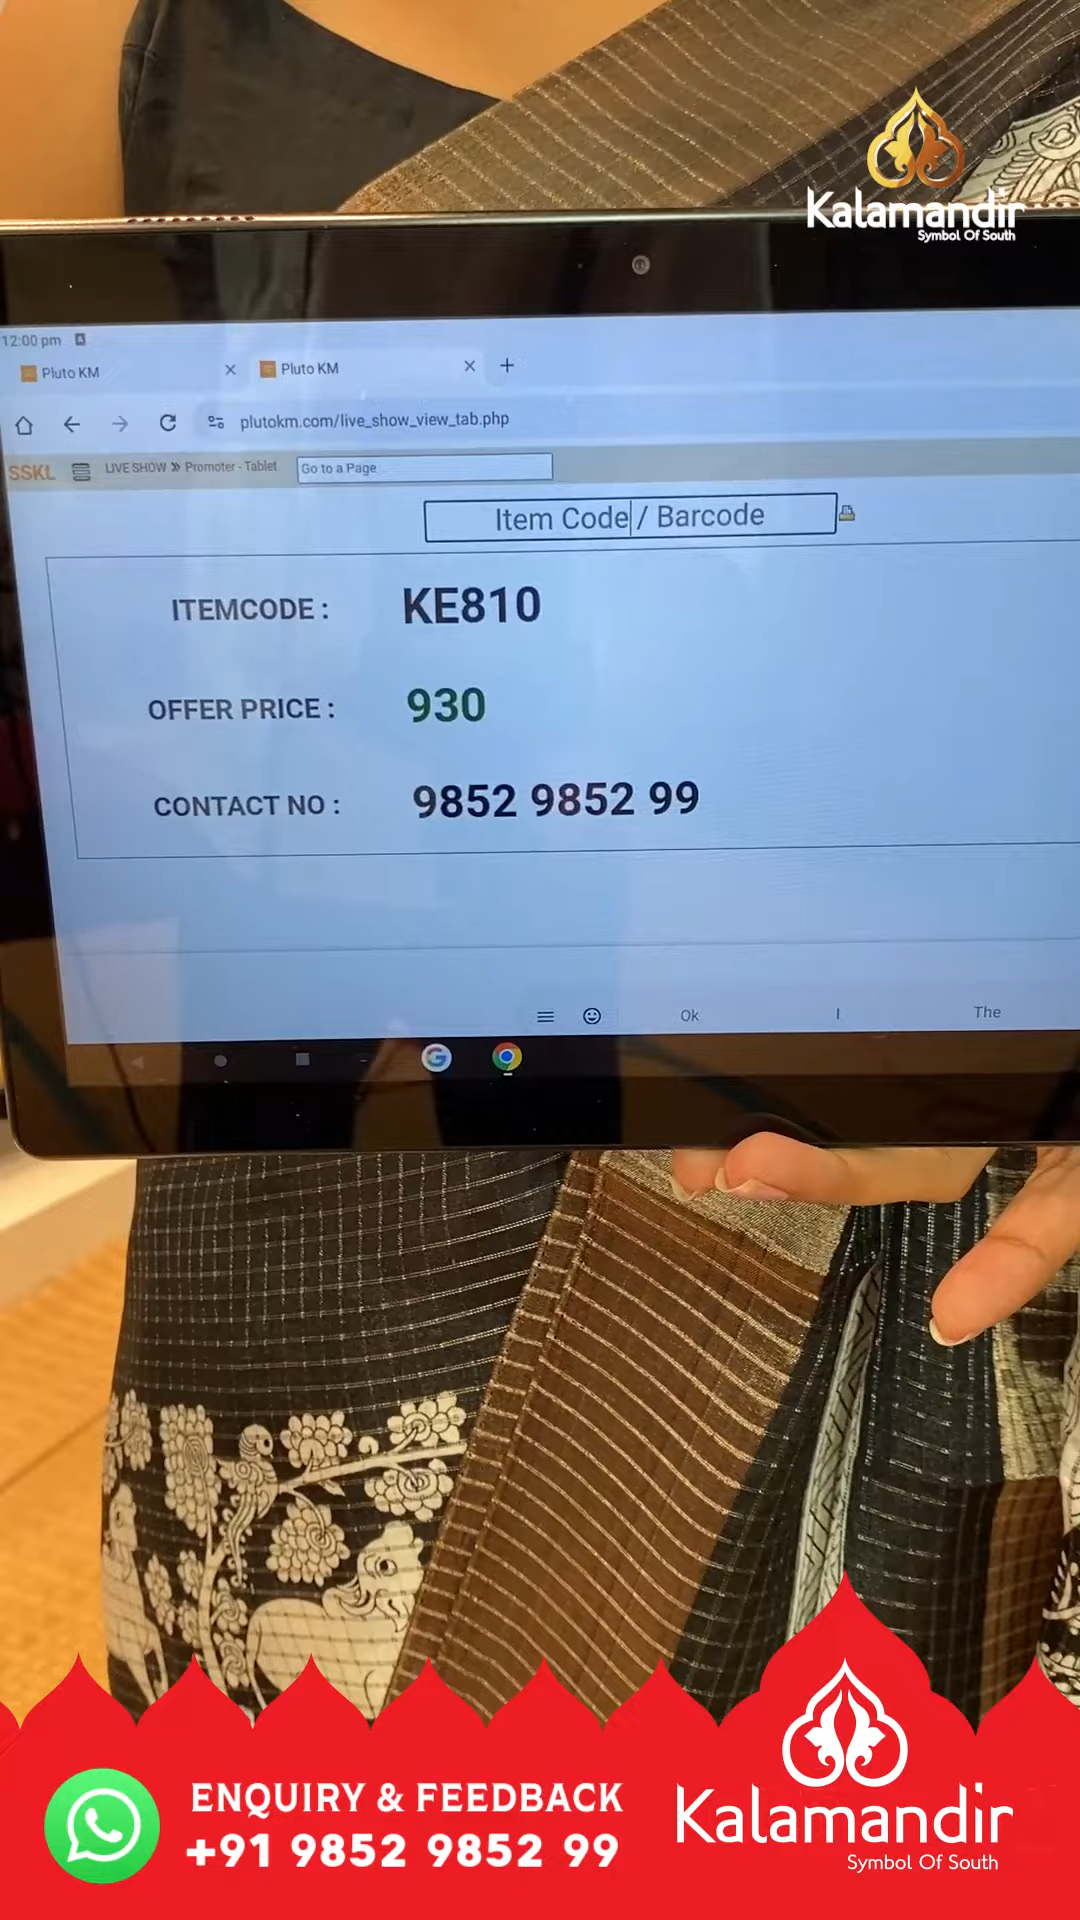 Kalamandir
Symbol Of South
12:00 pm
Pluto KM
Pluto KM
plutokm.com/live_show_view_tab.php
SSKL LIVE SHOW » Promoter - Tablet Go to a Page
Item Code / Barcode
ITEMCODE : KE810
OFFER PRICE : 930
CONTACT NO : 9852 9852 99
Ok I The
ENQUIRY & FEEDBACK
+91 9852 9852 99
Kalamandir
Symbol Of South